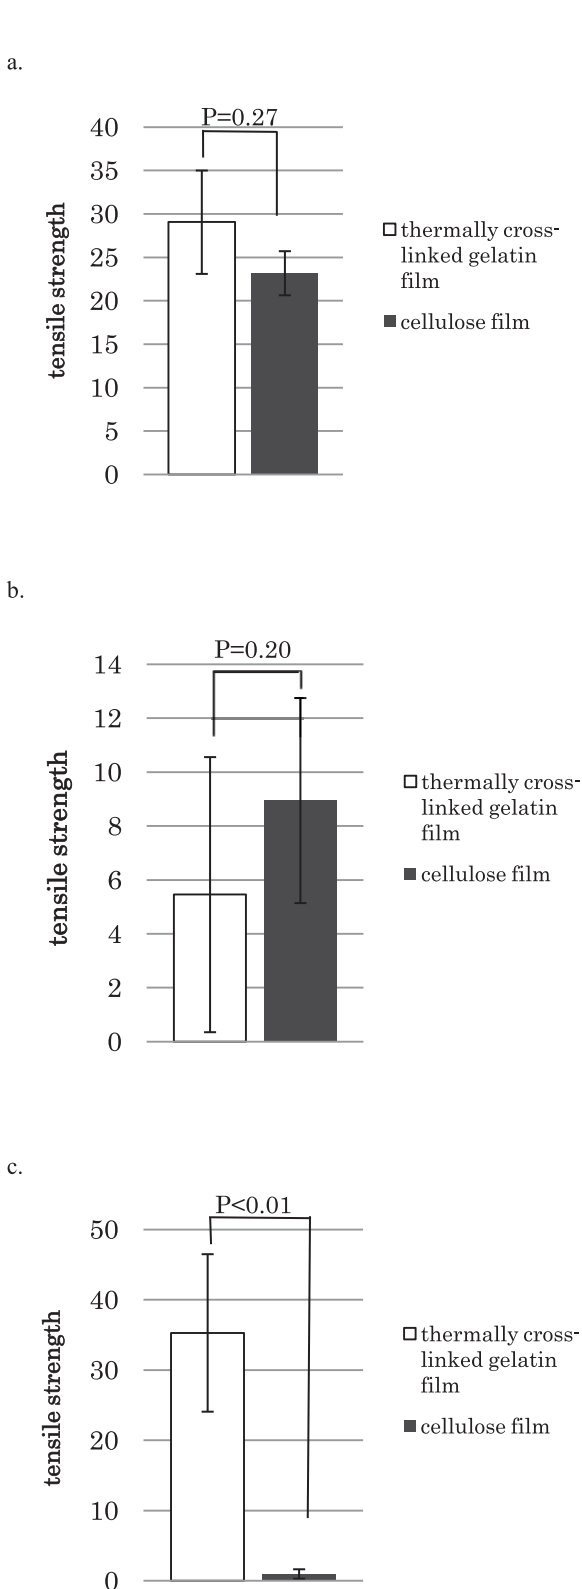 a.
P=0.27
40
35
30
25
20
15
10
5
0
tensile strength
thermally cross-
linked gelatin
film
cellulose film
b.
P=0.20
14
12
10
8
6
4
2
0
tensile strength
thermally cross-
linked gelatin
film
cellulose film
c.
P<0.01
50
40
30
20
10
0
tensile strength
thermally cross-
linked gelatin
film
cellulose film